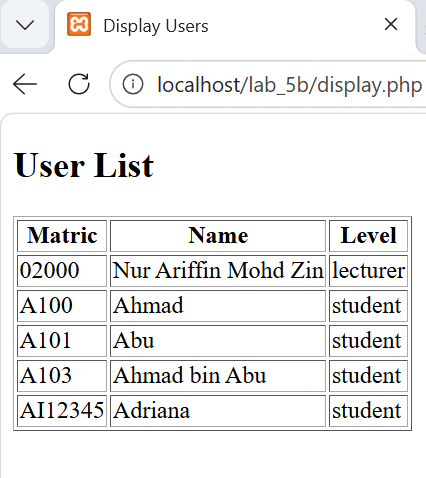 Display Users
localhost/lab_5b/display.php
User List
Matric Name Level
02000 Nur Ariffin Mohd Zin lecturer
A100 Ahmad student
A101 Abu student
A103 Ahmad bin Abu student
AI12345 Adriana student